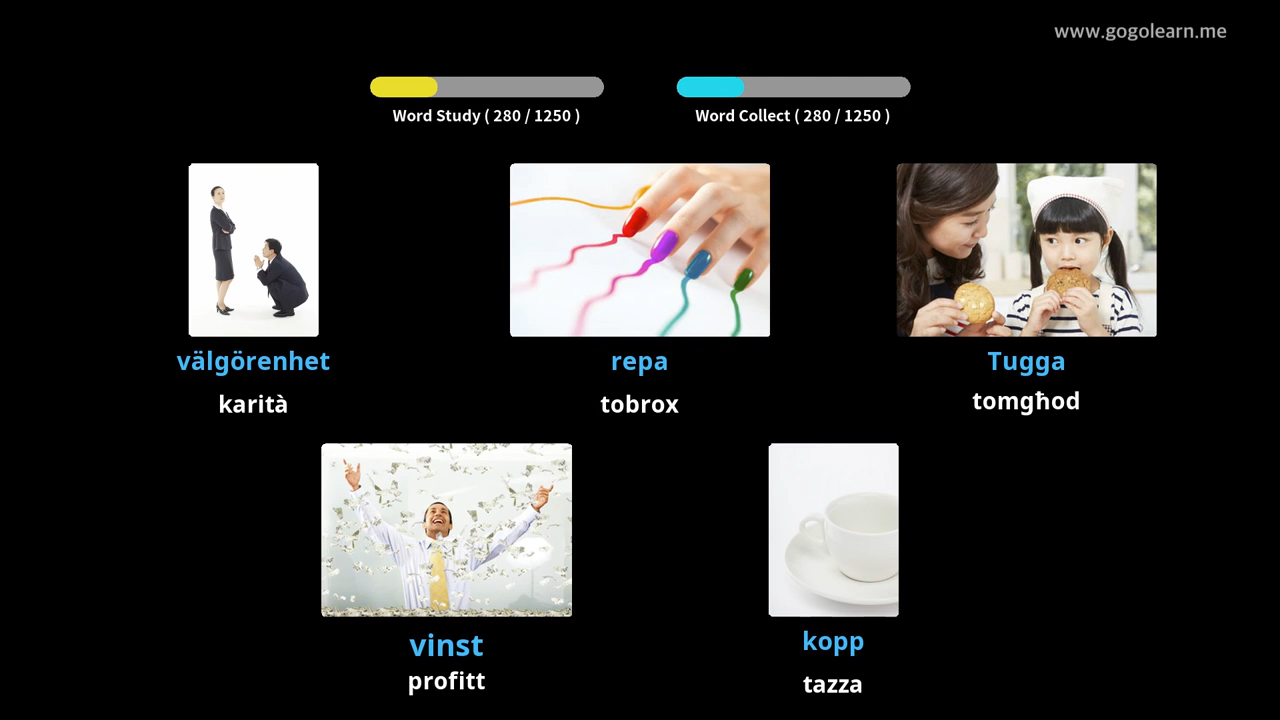 www.gogolearn.me
Word Study ( 280 / 1250 )
Word Collect ( 280 / 1250 )
välgörenhet
karità
repa
tobrox
Tugga
tomgħod
vinst
profitt
kopp
tazza